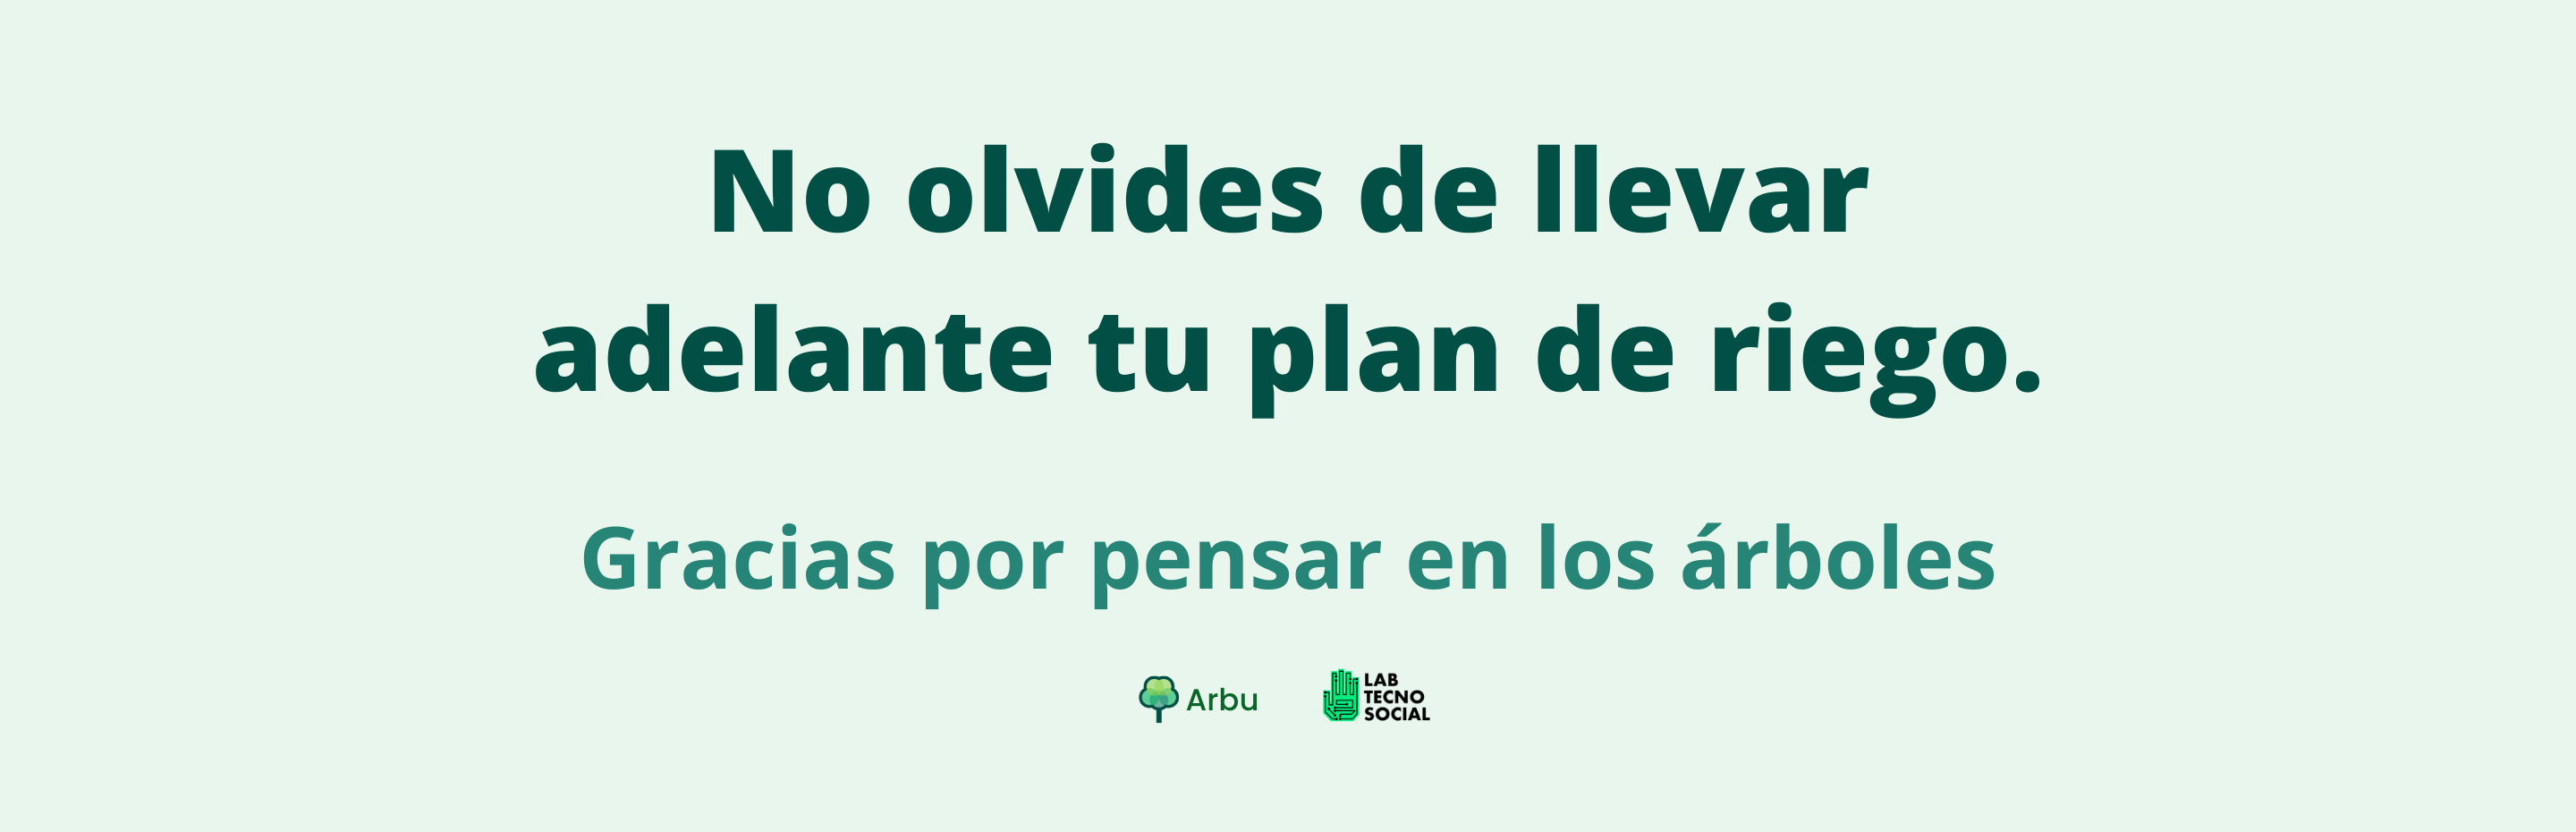 No olvides de llevar
adelante tu plan de riego.
Gracias por pensar en los árboles
Arbu
LAB
TECNO
SOCIAL